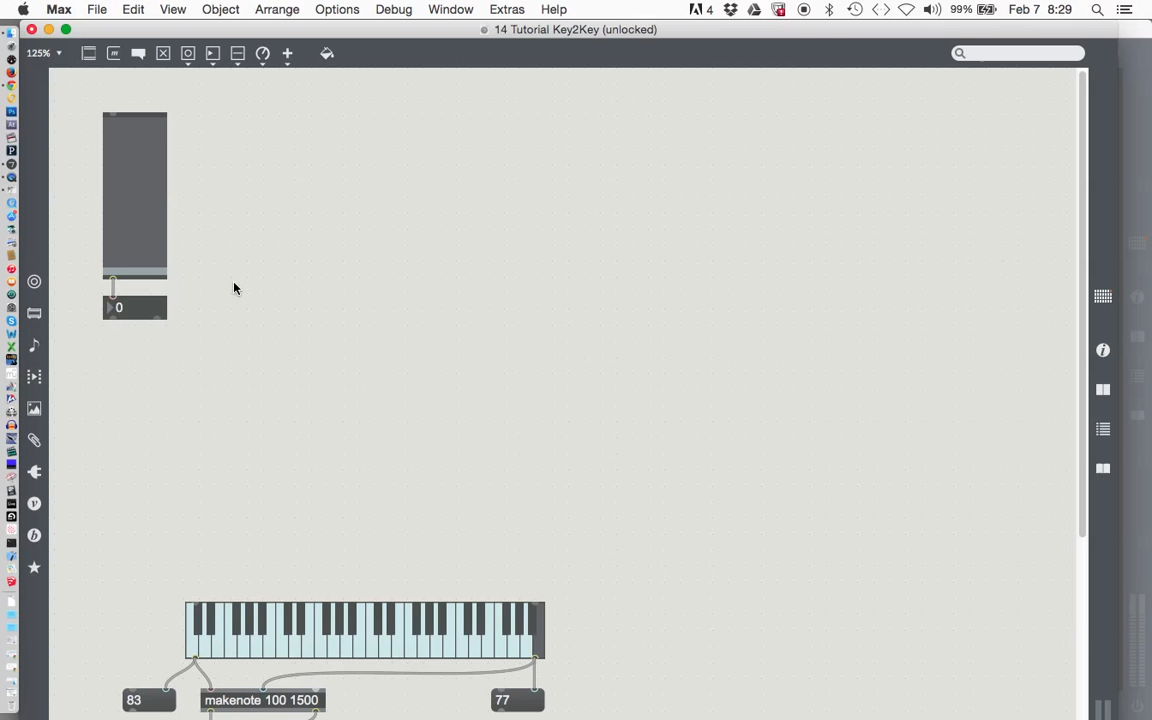 Max File Edit View Object Arrange Options Debug Window Extras Help 4 99% Feb 7 8:29
14 Tutorial Key2Key (unlocked)
125%
0
83 makenote 100 1500 77